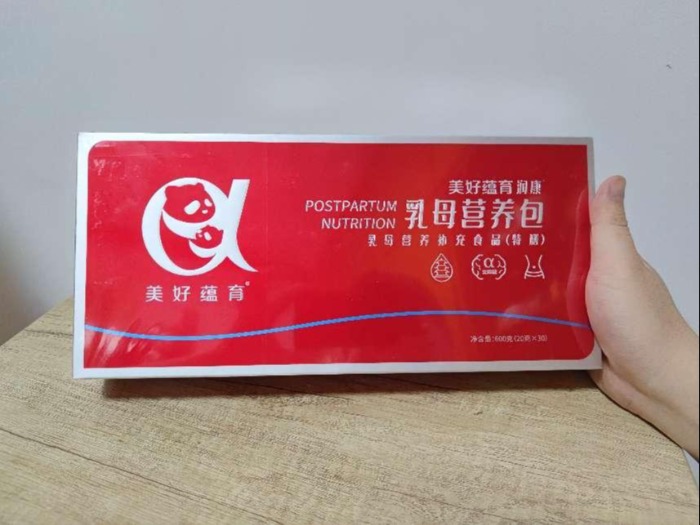 美好蕴育®
美好蕴育润康®
POSTPARTUM
NUTRITION
乳母营养包
乳母营养补充食品(特膳)
净含量:600克(20克×30)